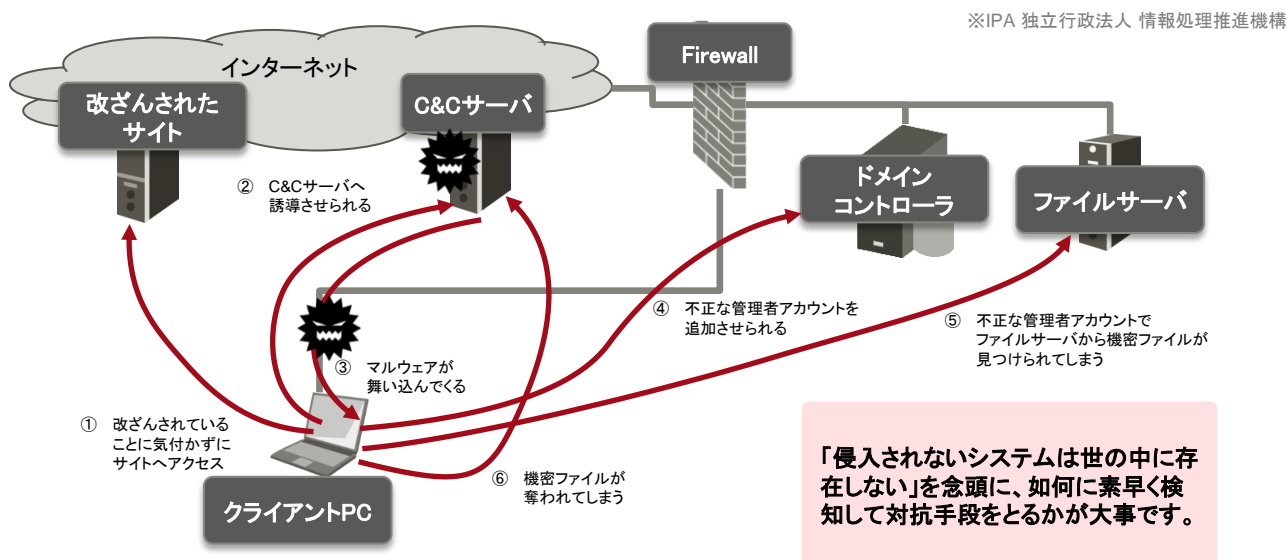 ※IPA 独立行政法人 情報処理推進機構
インターネット
Firewall
改ざんされた
サイト
C&Cサーバ
② C&Cサーバへ
誘導させられる
ドメイン
コントローラ
ファイルサーバ
③ マルウェアが
舞い込んでくる
④ 不正な管理者アカウントを
追加させられる
⑤ 不正な管理者アカウントで
ファイルサーバから機密ファイルが
見つけられてしまう
① 改ざんされている
ことに気付かずに
サイトへアクセス
⑥ 機密ファイルが
奪われてしまう
クライアントPC
「侵入されないシステムは世の中に存
在しない」を念頭に、如何に素早く検
知して対抗手段をとるかが大事です。